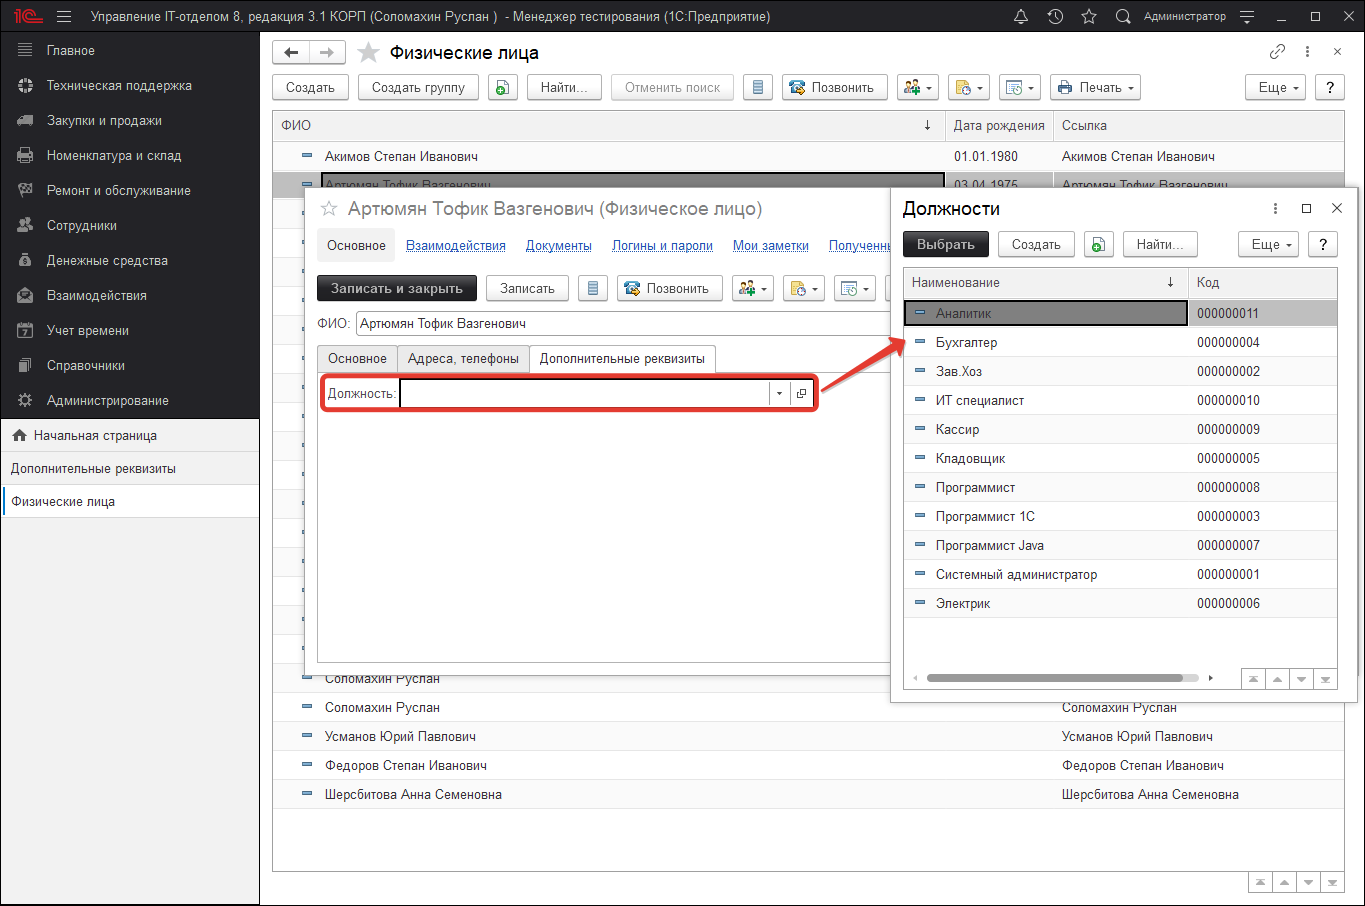 1С Управление IT-отделом 8, редакция 3.1 КОРП (Соломахин Руслан ) - Менеджер тестирования (1С:Предприятие) Администратор
Главное
Техническая поддержка
Закупки и продажи
Номенклатура и склад
Ремонт и обслуживание
Сотрудники
Денежные средства
Взаимодействия
Учет времени
Справочники
Администрирование
Начальная страница
Дополнительные реквизиты
Физические лица
Физические лица
Создать Создать группу Найти... Отменить поиск Позвонить Печать Еще ?
ФИО Дата рождения Ссылка
Акимов Степан Иванович 01.01.1980 Акимов Степан Иванович
Артюмян Тофик Вазгенович 03.04.1975 Артюмян Тофик Вазгенович
Соломахин Руслан
Соломахин Руслан Соломахин Руслан
Усманов Юрий Павлович Усманов Юрий Павлович
Федоров Степан Иванович Федоров Степан Иванович
Шерсбитова Анна Семеновна Шерсбитова Анна Семеновна
Артюмян Тофик Вазгенович (Физическое лицо)
Основное Взаимодействия Документы Логины и пароли Мои заметки
Записать и закрыть Записать Позвонить
ФИО: Артюмян Тофик Вазгенович
Основное Адреса, телефоны Дополнительные реквизиты
Должность:
Должности
Выбрать Создать Найти... Еще ?
Наименование Код
Аналитик 000000011
Бухгалтер 000000004
Зав.Хоз 000000002
ИТ специалист 000000010
Кассир 000000009
Кладовщик 000000005
Программист 000000008
Программист 1С 000000003
Программист Java 000000007
Системный администратор 000000001
Электрик 000000006